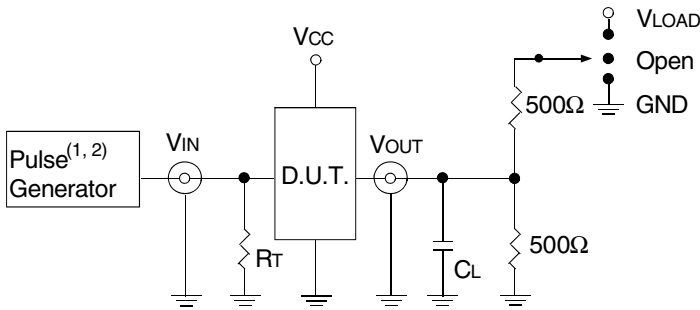 VLOAD
VCC
Open
500Ω
GND
VIN
VOUT
Pulse(1, 2)
Generator
D.U.T.
RT
CL
500Ω